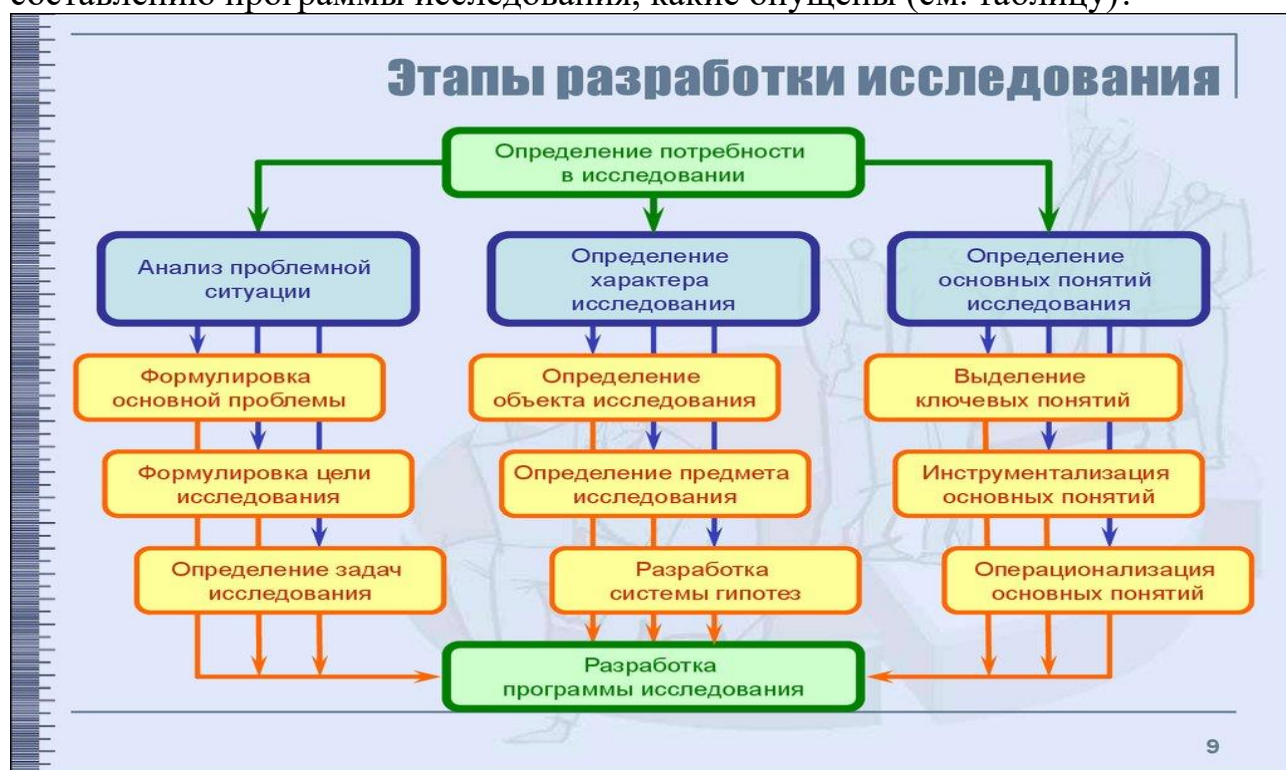 составлению программы исследования, какие опущены (см. таблицу)?
Этапы разработки исследования
Определение потребности
в исследовании
Анализ проблемной
ситуации
Определение
характера
исследования
Определение
основных понятий
исследования
Формулировка
основной проблемы
Определение
объекта исследования
Выделение
ключевых понятий
Формулировка цели
исследования
Определение предмета
исследования
Инструментализация
основных понятий
Определение задач
исследования
Разработка
системы гипотез
Операционализация
основных понятий
Разработка
программы исследования
9